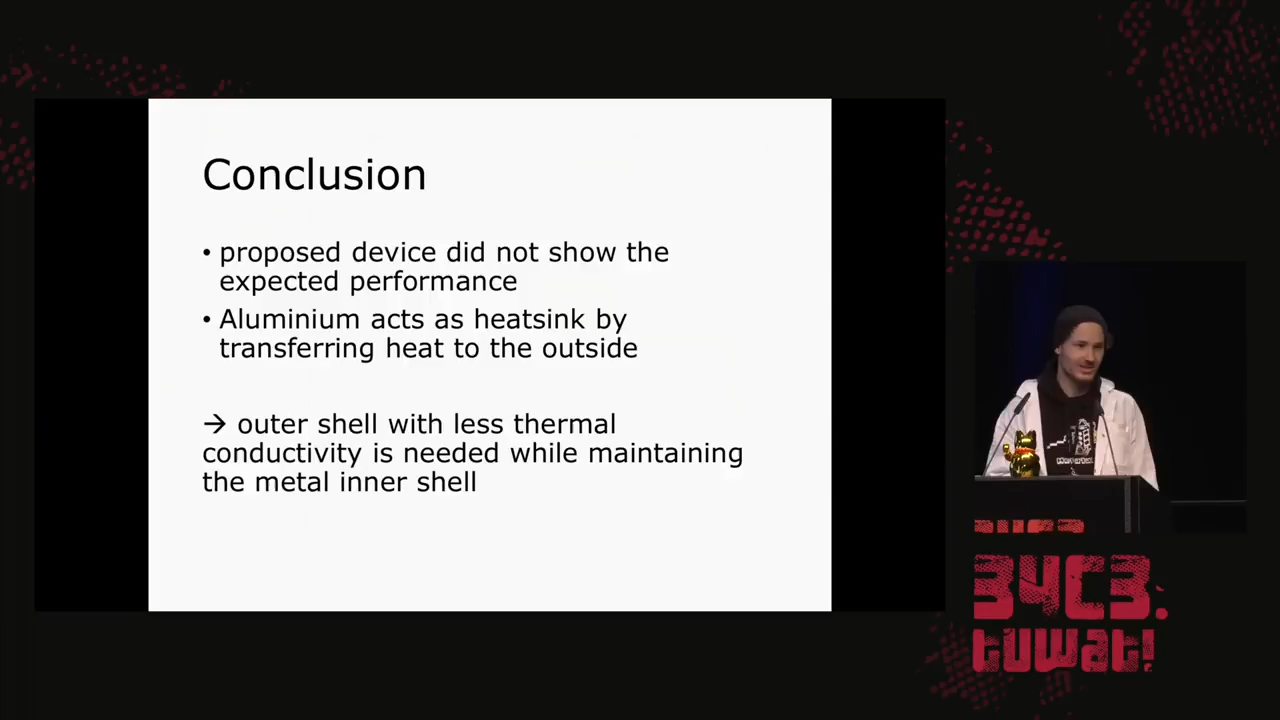 Conclusion
• proposed device did not show the
expected performance
• Aluminium acts as heatsink by
transferring heat to the outside
→ outer shell with less thermal
conductivity is needed while maintaining
the metal inner shell
34C3
34C3.
tuwat!